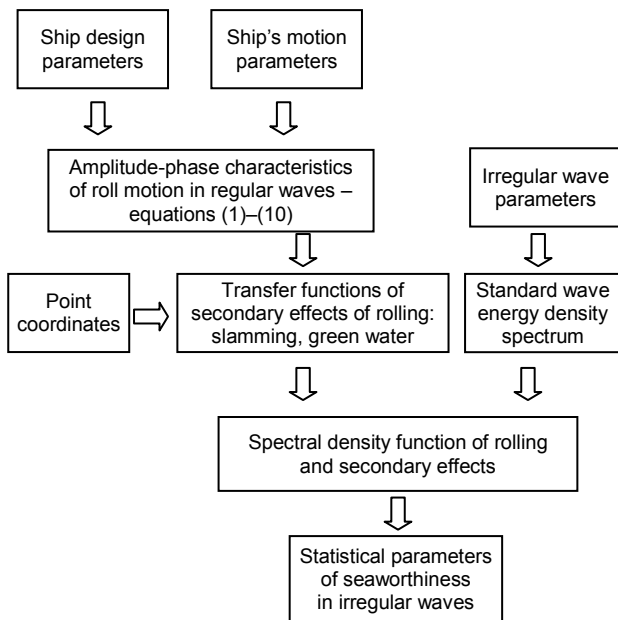 Ship design
parameters
Ship's motion
parameters
Amplitude-phase characteristics
of roll motion in regular waves –
equations (1)–(10)
Irregular wave
parameters
Point
coordinates
Transfer functions of
secondary effects of rolling:
slamming, green water
Standard wave
energy density
spectrum
Spectral density function of rolling
and secondary effects
Statistical parameters
of seaworthiness
in irregular waves